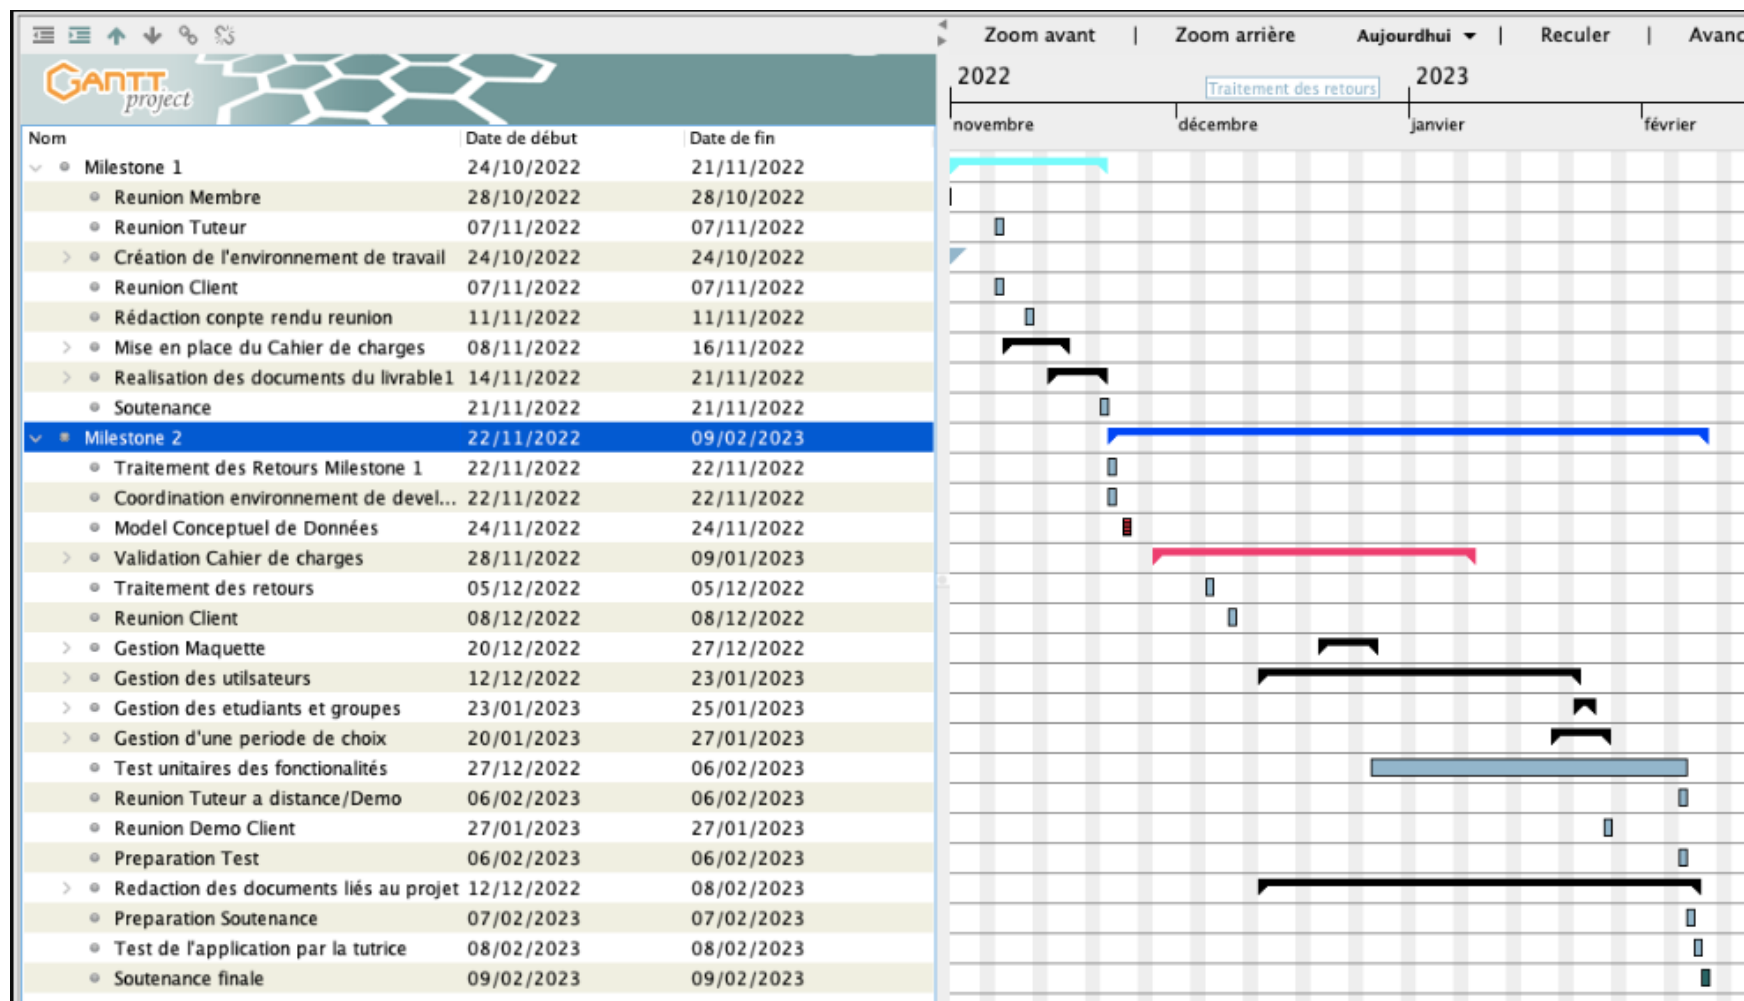 Zoom avant | Zoom arrière Aujourdhui | Reculer | Avanc
GANTT project
2022 2023
Traitement des retours
novembre décembre janvier février
Nom Date de début Date de fin
Milestone 1 24/10/2022 21/11/2022
Reunion Membre 28/10/2022 28/10/2022
Reunion Tuteur 07/11/2022 07/11/2022
Création de l'environnement de travail 24/10/2022 24/10/2022
Reunion Client 07/11/2022 07/11/2022
Rédaction conpte rendu reunion 11/11/2022 11/11/2022
Mise en place du Cahier de charges 08/11/2022 16/11/2022
Realisation des documents du livrable1 14/11/2022 21/11/2022
Soutenance 21/11/2022 21/11/2022
Milestone 2 22/11/2022 09/02/2023
Traitement des Retours Milestone 1 22/11/2022 22/11/2022
Coordination environnement de devel... 22/11/2022 22/11/2022
Model Conceptuel de Données 24/11/2022 24/11/2022
Validation Cahier de charges 28/11/2022 09/01/2023
Traitement des retours 05/12/2022 05/12/2022
Reunion Client 08/12/2022 08/12/2022
Gestion Maquette 20/12/2022 27/12/2022
Gestion des utilsateurs 12/12/2022 23/01/2023
Gestion des etudiants et groupes 23/01/2023 25/01/2023
Gestion d'une periode de choix 20/01/2023 27/01/2023
Test unitaires des fonctionalités 27/12/2022 06/02/2023
Reunion Tuteur a distance/Demo 06/02/2023 06/02/2023
Reunion Demo Client 27/01/2023 27/01/2023
Preparation Test 06/02/2023 06/02/2023
Redaction des documents liés au projet 12/12/2022 08/02/2023
Preparation Soutenance 07/02/2023 07/02/2023
Test de l'application par la tutrice 08/02/2023 08/02/2023
Soutenance finale 09/02/2023 09/02/2023